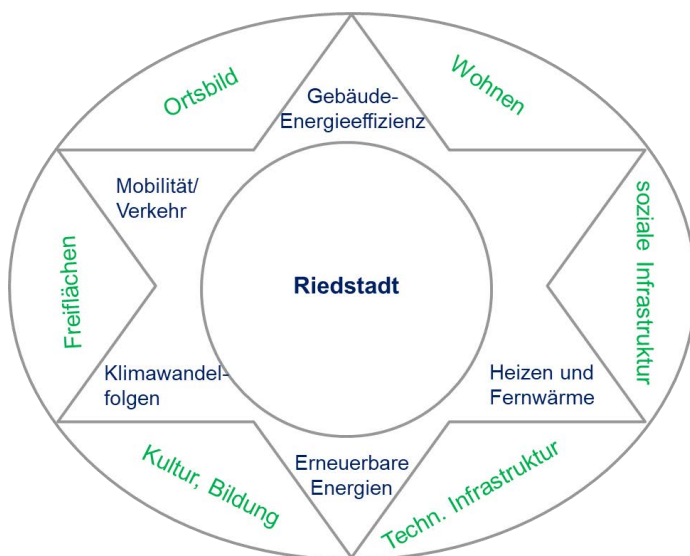 Ortsbild
Wohnen
Gebäude-
Energieeffizienz
Mobilität/
Verkehr
soziale Infrastruktur
Freiflächen
Riedstadt
Klimawandel-
folgen
Heizen und
Fernwärme
Kultur, Bildung
Erneuerbare
Energien
Techn. Infrastruktur